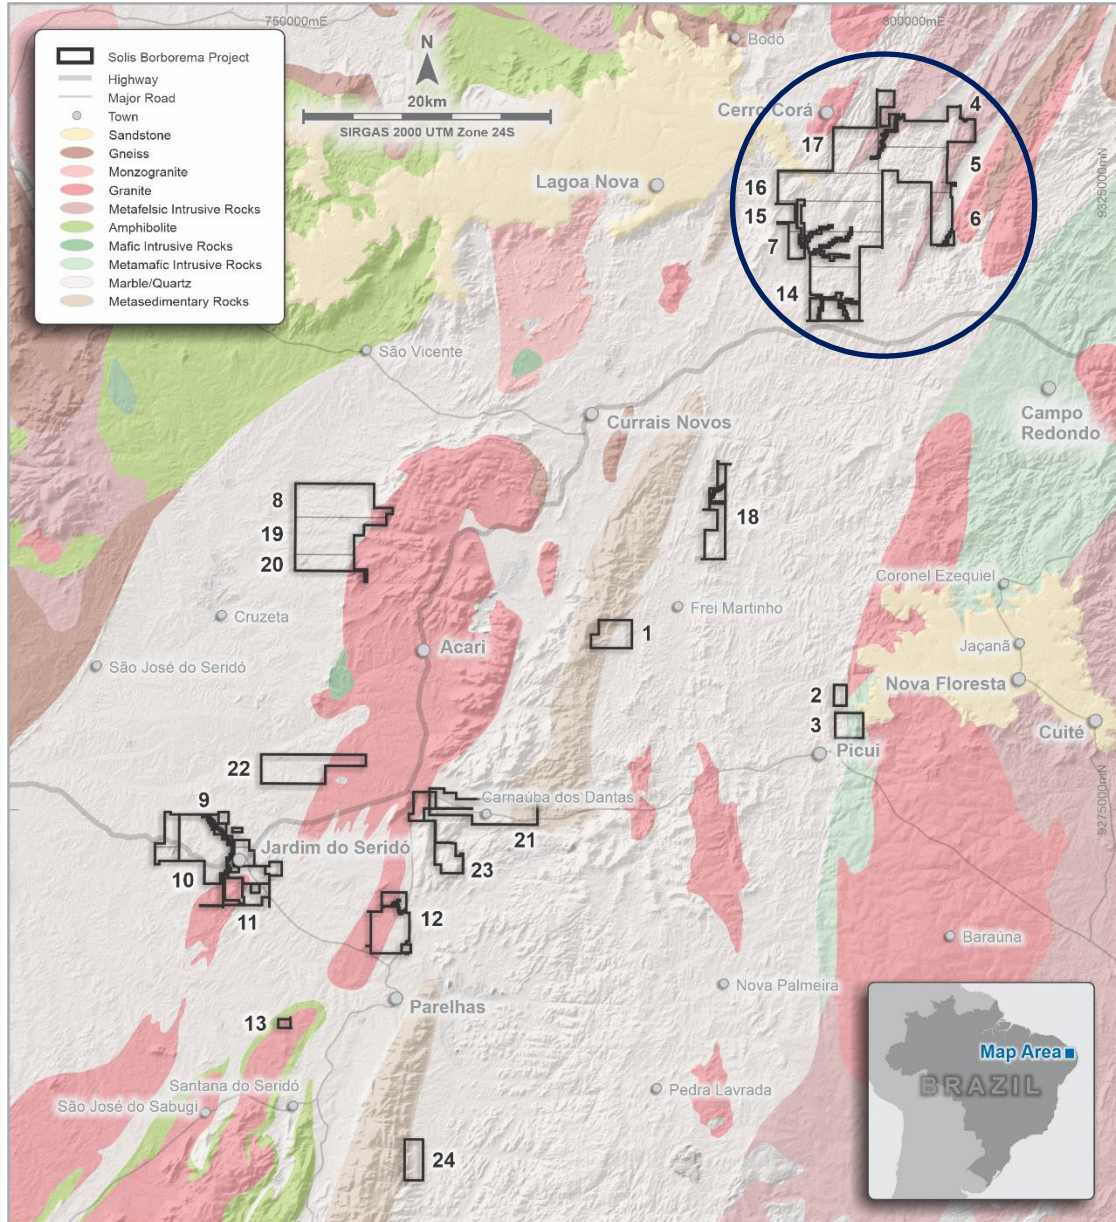 750000mE
800000mE
Solis Borborema Project
Highway
Major Road
Town
Sandstone
Gneiss
Monzogranite
Granite
Metafelsic Intrusive Rocks
Amphibolite
Mafic Intrusive Rocks
Metamafic Intrusive Rocks
Marble/Quartz
Metasedimentary Rocks
N
20km
SIRGAS 2000 UTM Zone 24S
Bodó
Cerro Corá
4
17
5
9325000mN
Lagoa Nova
16
15
6
7
14
São Vicente
Currais Novos
Campo
Redondo
8
18
19
20
Coronel Ezequiel
Cruzeta
Frei Martinho
1
Acari
Jaçanã
São José do Seridó
Nova Floresta
2
3
Cuité
Picui
22
9275000mN
9
Carnaúba dos Dantas
21
Jardim do Seridó
10
23
11
12
Baraúna
Nova Palmeira
Parelhas
13
Map Area
Santana do Seridó
Pedra Lavrada
BRAZIL
São José do Sabugi
24